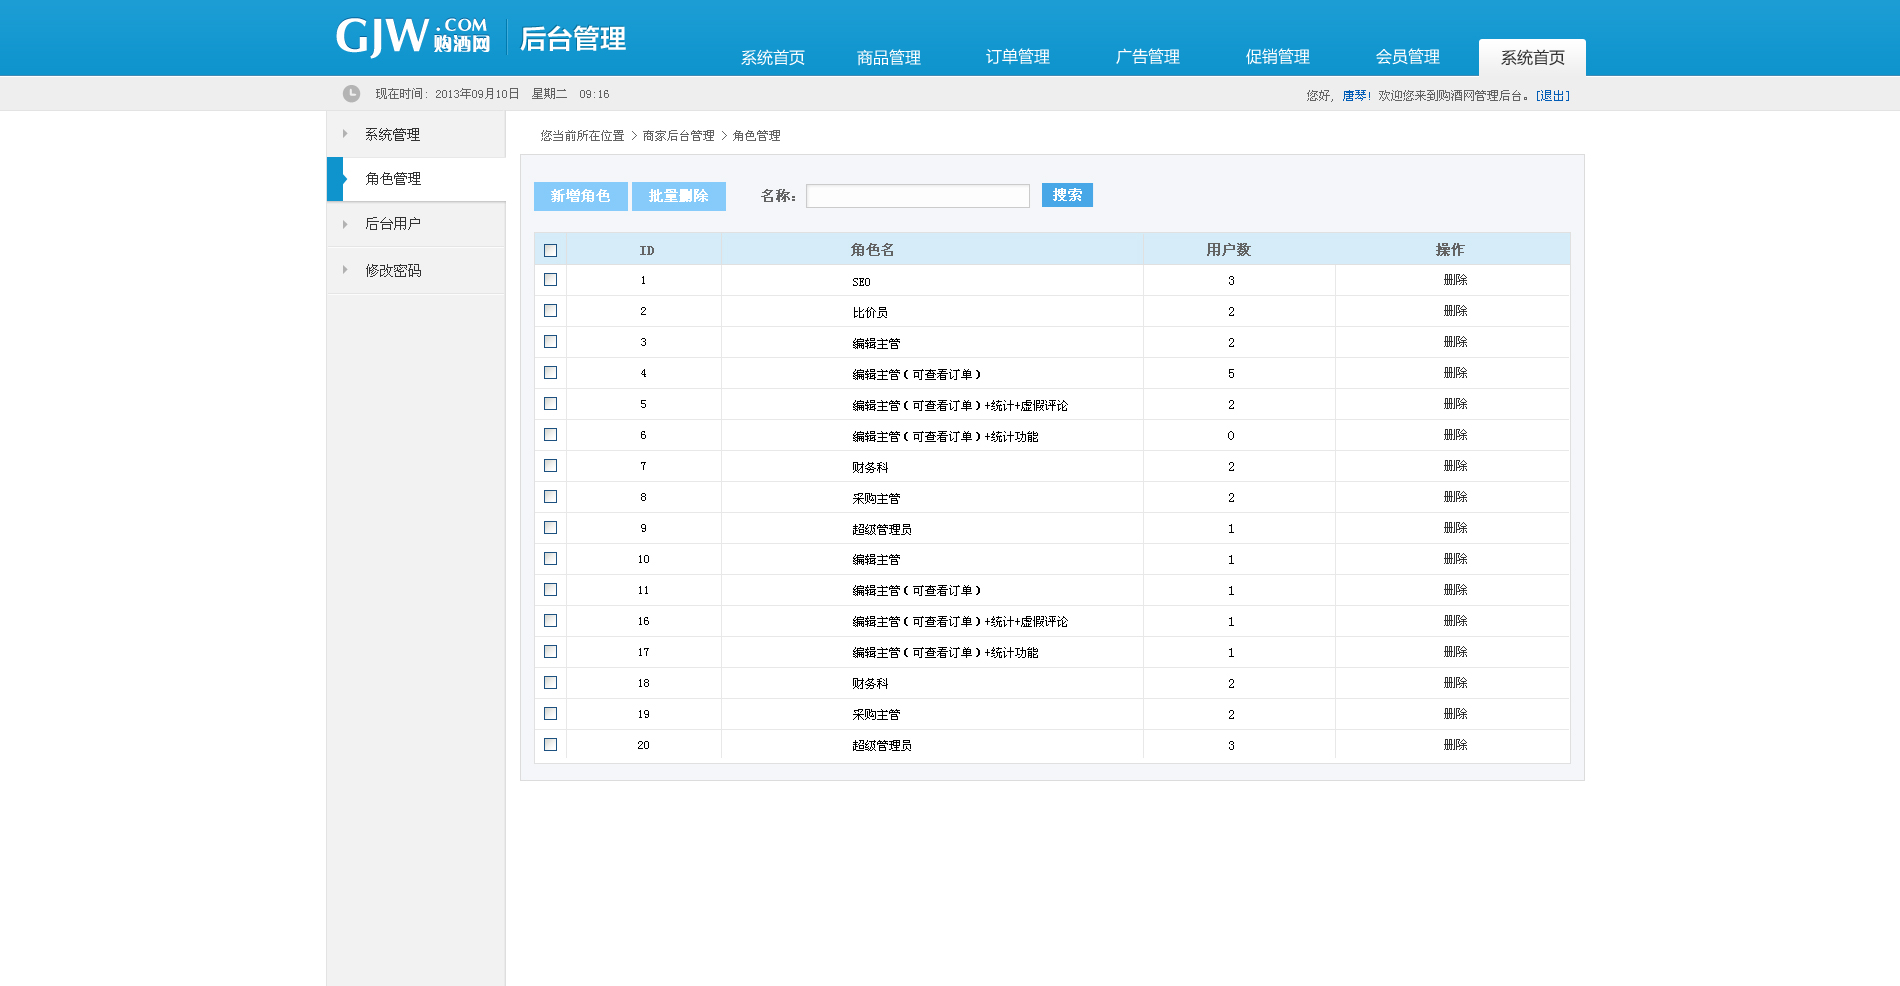 GJW.COM 购酒网 后台管理
系统首页 商品管理 订单管理 广告管理 促销管理 会员管理 系统首页
现在时间：2013年09月10日 星期二 09:16
您好，唐琴！欢迎您来到购酒网管理后台。[退出]
系统管理
角色管理
后台用户
修改密码
您当前所在位置 > 商家后台管理 > 角色管理
新增角色 批量删除 名称： 搜索
ID 角色名 用户数 操作
1 SEO 3 删除
2 比价员 2 删除
3 编辑主管 2 删除
4 编辑主管（可查看订单） 5 删除
5 编辑主管（可查看订单）+统计+虚假评论 2 删除
6 编辑主管（可查看订单）+统计功能 0 删除
7 财务科 2 删除
8 采购主管 2 删除
9 超级管理员 1 删除
10 编辑主管 1 删除
11 编辑主管（可查看订单） 1 删除
16 编辑主管（可查看订单）+统计+虚假评论 1 删除
17 编辑主管（可查看订单）+统计功能 1 删除
18 财务科 2 删除
19 采购主管 2 删除
20 超级管理员 3 删除